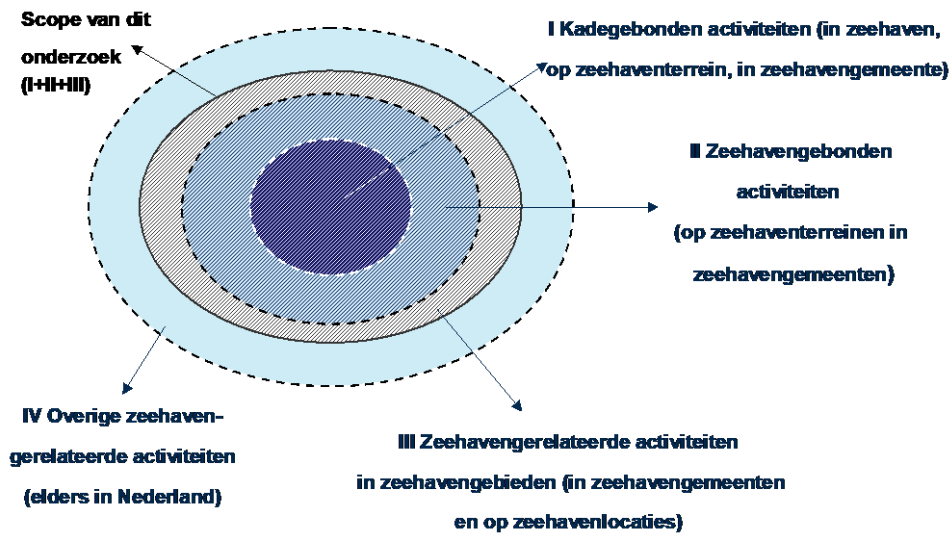 Scope van dit
onderzoek
(I+II+III)
I Kadegebonden activiteiten (in zeehaven,
op zeehaventerrein, in zeehavengemeente)
II Zeehavengebonden
activiteiten
(op zeehaventerreinen in
zeehavengemeenten)
IV Overige zeehaven-
gerelateerde activiteiten
(elders in Nederland)
III Zeehavengerelateerde activiteiten
in zeehavengebieden (in zeehavengemeenten
en op zeehavenlocaties)